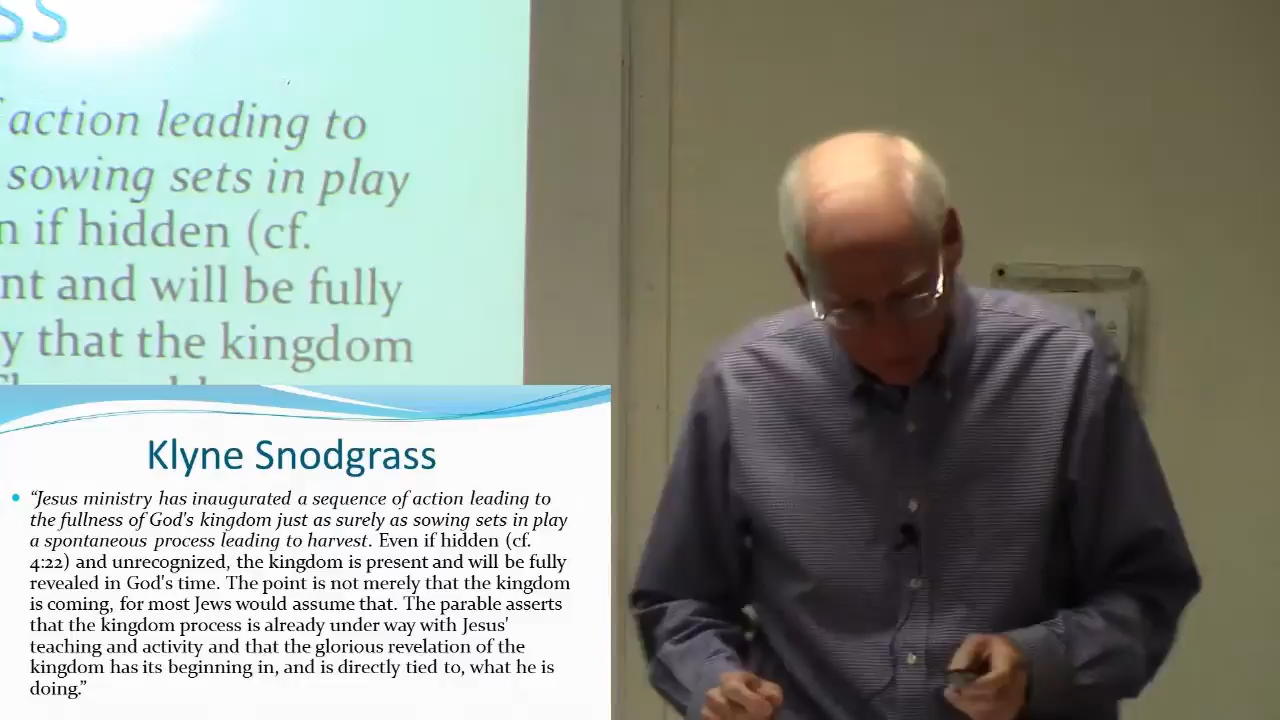 ss
action leading to
sowing sets in play
n if hidden (cf.
nt and will be fully
y that the kingdom
Klyne Snodgrass
• “Jesus ministry has inaugurated a sequence of action leading to
the fullness of God's kingdom just as surely as sowing sets in play
a spontaneous process leading to harvest. Even if hidden (cf.
4:22) and unrecognized, the kingdom is present and will be fully
revealed in God's time. The point is not merely that the kingdom
is coming, for most Jews would assume that. The parable asserts
that the kingdom process is already under way with Jesus'
teaching and activity and that the glorious revelation of the
kingdom has its beginning in, and is directly tied to, what he is
doing.”